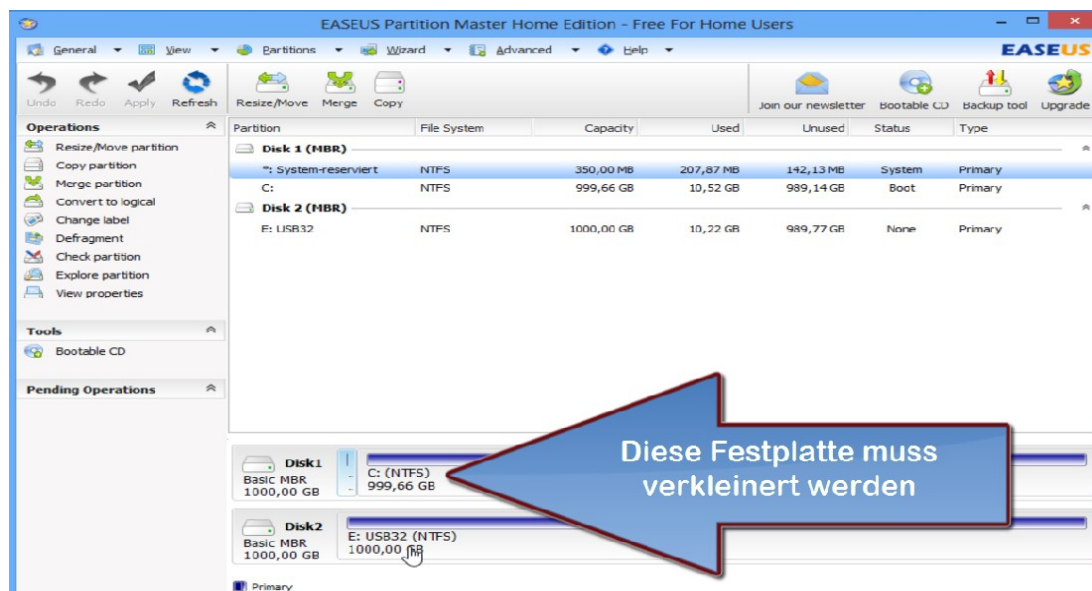 EASEUS Partition Master Home Edition - Free For Home Users
General View Partitions Wizard Advanced Help EASEUS
Undo Redo Apply Refresh Resize/Move Merge Copy Join our newsletter Bootable CD Backup tool Upgrade
Operations
Resize/Move partition
Copy partition
Merge partition
Convert to logical
Change label
Defragment
Check partition
Explore partition
View properties
Tools
Bootable CD
Pending Operations
Partition File System Capacity Used Unused Status Type
Disk 1 (MBR)
*: System-reserviert NTFS 350,00 MB 207,87 MB 142,13 MB System Primary
C: NTFS 999,66 GB 10,52 GB 989,14 GB Boot Primary
Disk 2 (MBR)
E: USB32 NTFS 1000,00 GB 10,22 GB 989,77 GB None Primary
Disk1
Basic MBR
1000,00 GB
C: (NTFS)
999,66 GB
Diese Festplatte muss
verkleinert werden
Disk2
Basic MBR
1000,00 GB
E: USB32 (NTFS)
1000,00 GB
Primary